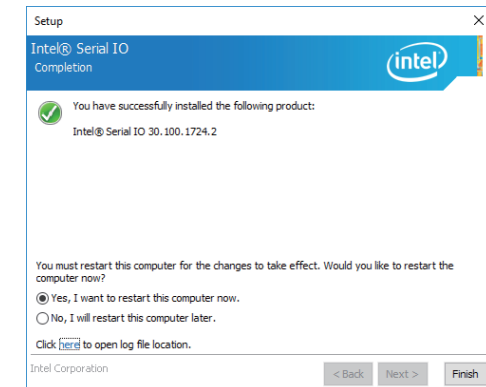 Setup
Intel® Serial IO
Completion
intel
You have successfully installed the following product:
Intel® Serial IO 30.100.1724.2
You must restart this computer for the changes to take effect. Would you like to restart the
computer now?
Yes, I want to restart this computer now.
No, I will restart this computer later.
Click here to open log file location.
Intel Corporation
< Back Next > Finish